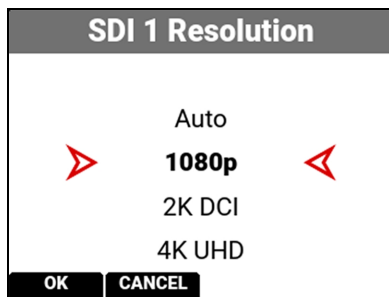 SDI 1 Resolution
Auto
1080p
2K DCI
4K UHD
OK CANCEL